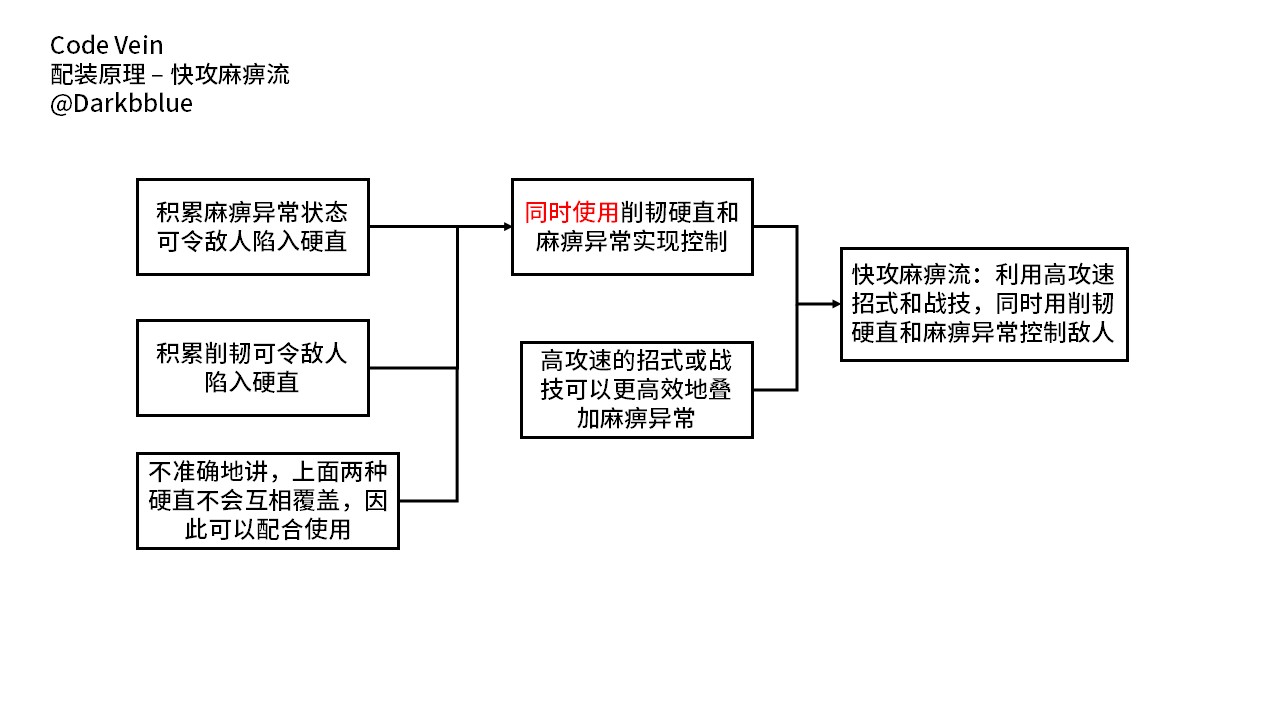 Code Vein
配装原理 – 快攻麻痹流
@Darkbblue
积累麻痹异常状态
可令敌人陷入硬直
积累削韧可令敌人
陷入硬直
不准确地讲，上面两种
硬直不会互相覆盖，因
此可以配合使用
同时使用削韧硬直和
麻痹异常实现控制
高攻速的招式或战
技可以更高效地叠
加麻痹异常
快攻麻痹流：利用高攻速
招式和战技，同时用削韧
硬直和麻痹异常控制敌人